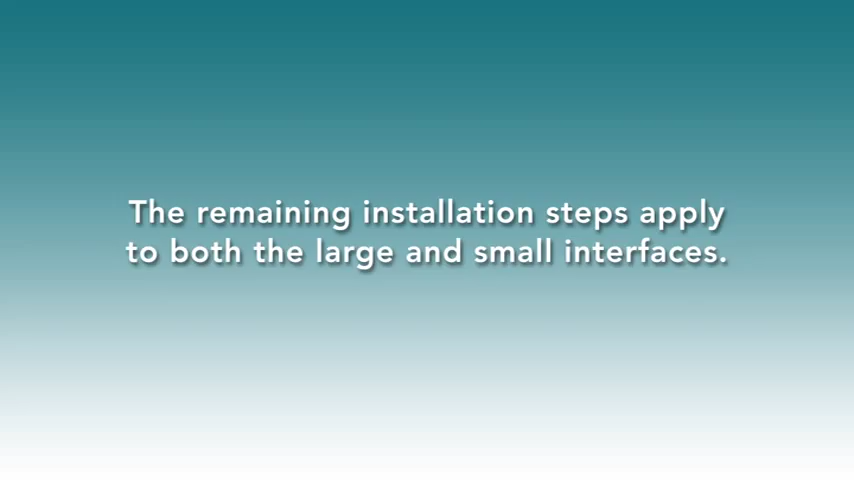 The remaining installation steps apply
to both the large and small interfaces.